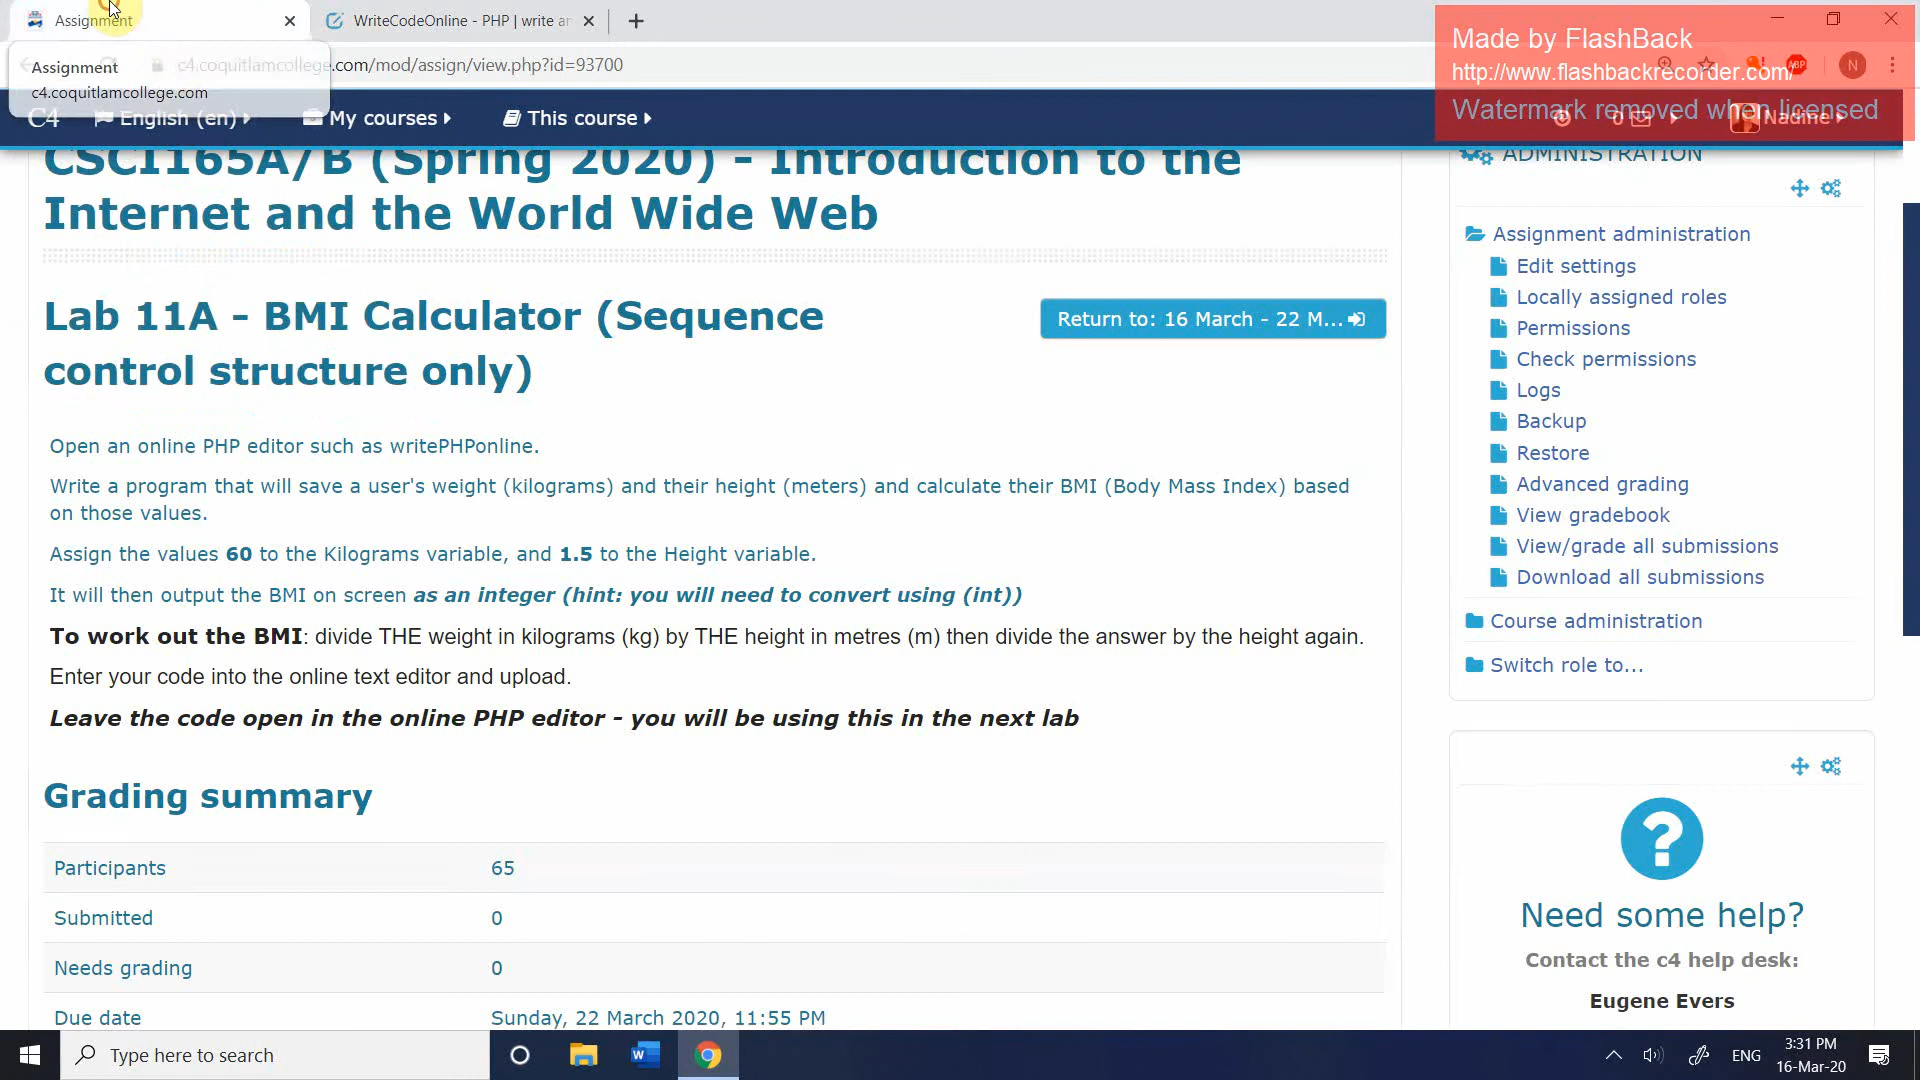 Assignment
WriteCodeOnline - PHP | write an
Made by FlashBack
http://www.flashbackrecorder.com/
Watermark removed when licensed
c4.coquitlamcollege.com/mod/assign/view.php?id=93700
ABP
N
Assignment
c4.coquitlamcollege.com
C4
English (en)
My courses
This course
0
Nadine
CSCI165A/B (Spring 2020) - Introduction to the
Internet and the World Wide Web
Lab 11A - BMI Calculator (Sequence
control structure only)
Return to: 16 March - 22 M...
Open an online PHP editor such as writePHPonline.
Write a program that will save a user's weight (kilograms) and their height (meters) and calculate their BMI (Body Mass Index) based
on those values.
Assign the values 60 to the Kilograms variable, and 1.5 to the Height variable.
It will then output the BMI on screen as an integer (hint: you will need to convert using (int))
To work out the BMI: divide THE weight in kilograms (kg) by THE height in metres (m) then divide the answer by the height again.
Enter your code into the online text editor and upload.
Leave the code open in the online PHP editor - you will be using this in the next lab
Grading summary
Participants 65
Submitted 0
Needs grading 0
Due date Sunday, 22 March 2020, 11:55 PM
ADMINISTRATION
Assignment administration
Edit settings
Locally assigned roles
Permissions
Check permissions
Logs
Backup
Restore
Advanced grading
View gradebook
View/grade all submissions
Download all submissions
Course administration
Switch role to...
?
Need some help?
Contact the c4 help desk:
Eugene Evers
Type here to search
W
ENG
3:31 PM
16-Mar-20